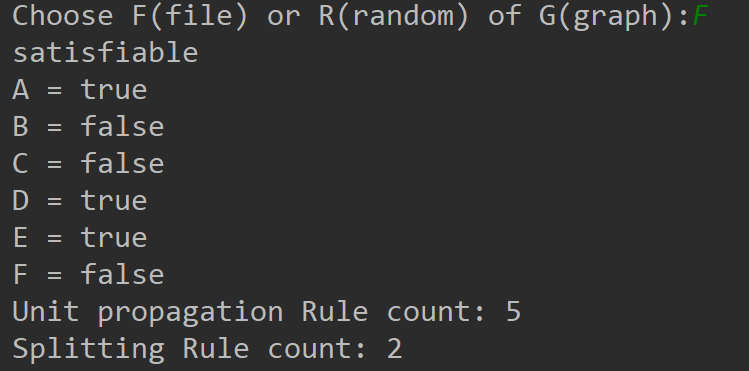 Choose F(file) or R(random) of G(graph):F
satisfiable
A = true
B = false
C = false
D = true
E = true
F = false
Unit propagation Rule count: 5
Splitting Rule count: 2